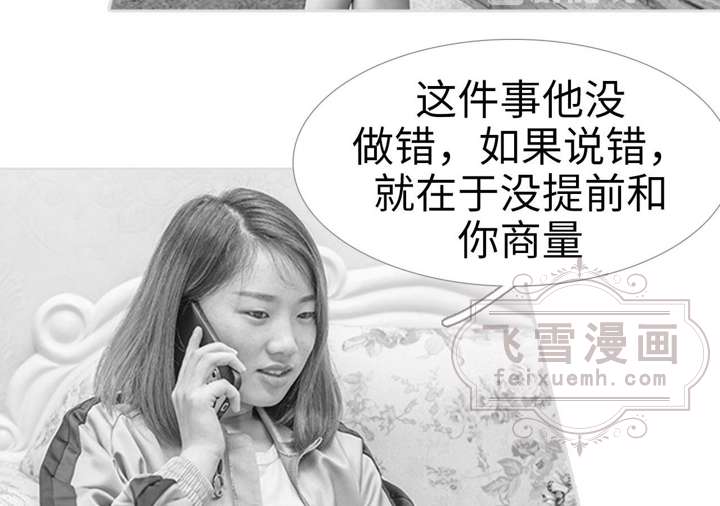 这件事他没
做错，如果说错，
就在于没提前和
你商量
飞雪漫画
feixuemh.com